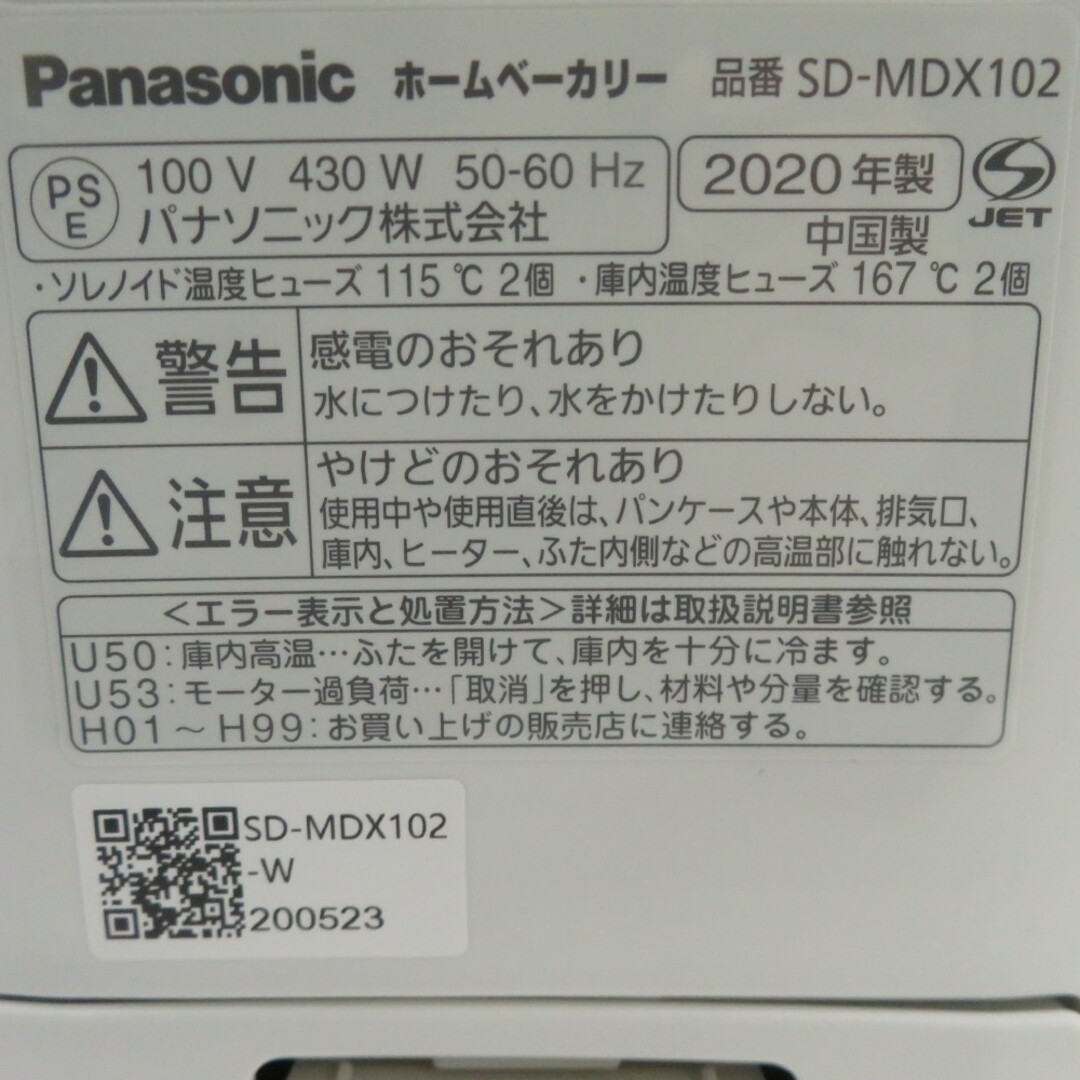 Panasonic ホームベーカリー 品番 SD-MDX102
PS
E
100 V 430 W 50-60 Hz
パナソニック株式会社
2020 年製
中国製
JET
・ソレノイド温度ヒューズ 115 ℃ 2個 ・庫内温度ヒューズ 167 ℃ 2個
警告
感電のおそれあり
水につけたり、水をかけたりしない。
注意
やけどのおそれあり
使用中や使用直後は、パンケースや本体、排気口、
庫内、ヒーター、ふた内側などの高温部に触れない。
＜エラー表示と処置方法＞詳細は取扱説明書参照
U50：庫内高温…ふたを開けて、庫内を十分に冷ます。
U53：モーター過負荷…「取消」を押し、材料や分量を確認する。
H01 ～ H99：お買い上げの販売店に連絡する。
SD-MDX102
-W
200523